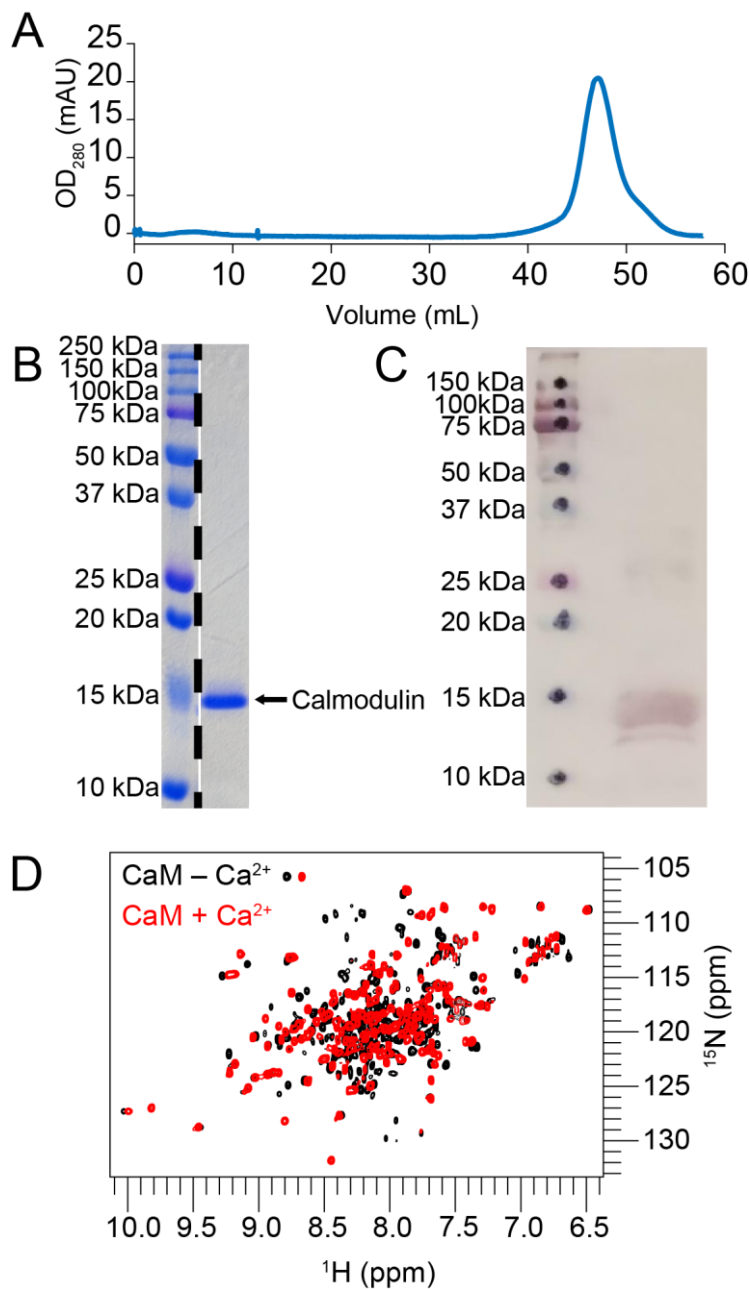 A
25
20
15
10
5
0
OD280 (mAU)
0 10 20 30 40 50 60
Volume (mL)
B
250 kDa
150 kDa
100kDa
75 kDa
50 kDa
37 kDa
25 kDa
20 kDa
15 kDa
10 kDa
Calmodulin
C
150 kDa
100kDa
75 kDa
50 kDa
37 kDa
25 kDa
20 kDa
15 kDa
10 kDa
D
CaM – Ca²⁺
CaM + Ca²⁺
105
110
115
120
125
130
¹⁵N (ppm)
10.0 9.5 9.0 8.5 8.0 7.5 7.0 6.5
¹H (ppm)